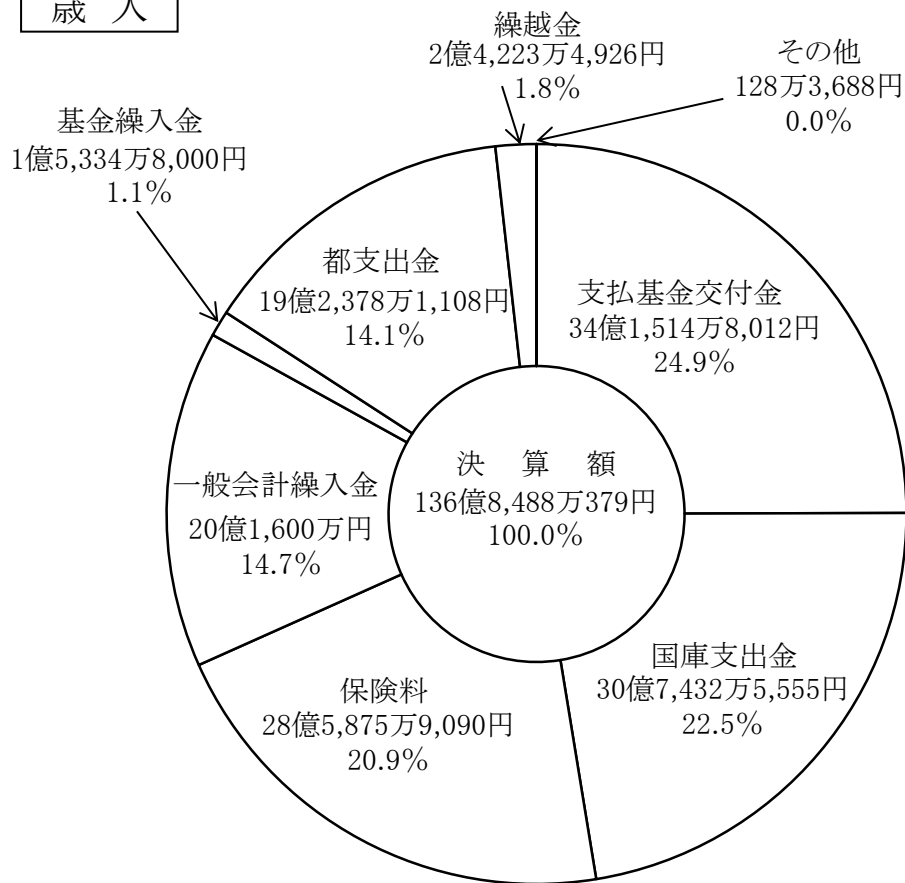 歳 入
繰越金
2億4,223万4,926円
1.8%
その他
128万3,688円
0.0%
基金繰入金
1億5,334万8,000円
1.1%
都支出金
19億2,378万1,108円
14.1%
支払基金交付金
34億1,514万8,012円
24.9%
決 算 額
136億8,488万379円
100.0%
一般会計繰入金
20億1,600万円
14.7%
国庫支出金
30億7,432万5,555円
22.5%
保険料
28億5,875万9,090円
20.9%